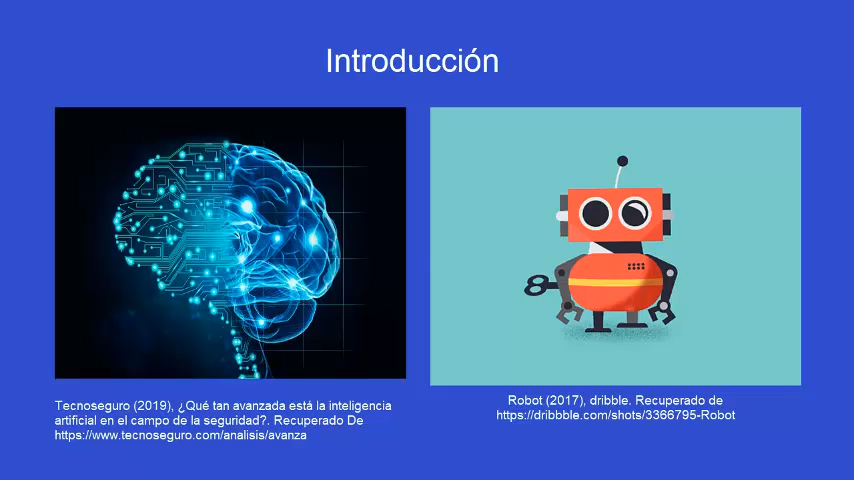 Introducción
Tecnoseguro (2019), ¿Qué tan avanzada está la inteligencia
artificial en el campo de la seguridad?. Recuperado De
https://www.tecnoseguro.com/analisis/avanza
Robot (2017), dribble. Recuperado de
https://dribbble.com/shots/3366795-Robot